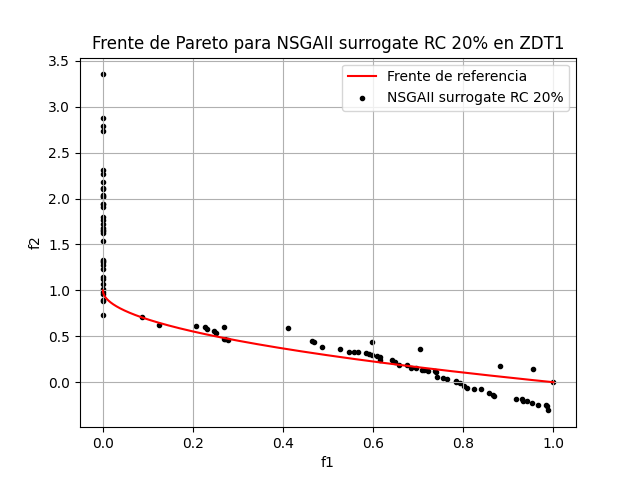 Frente de Pareto para NSGAII surrogate RC 20% en ZDT1
Frente de referencia
NSGAII surrogate RC 20%
f2
3.5
3.0
2.5
2.0
1.5
1.0
0.5
0.0
0.0 0.2 0.4 0.6 0.8 1.0
f1